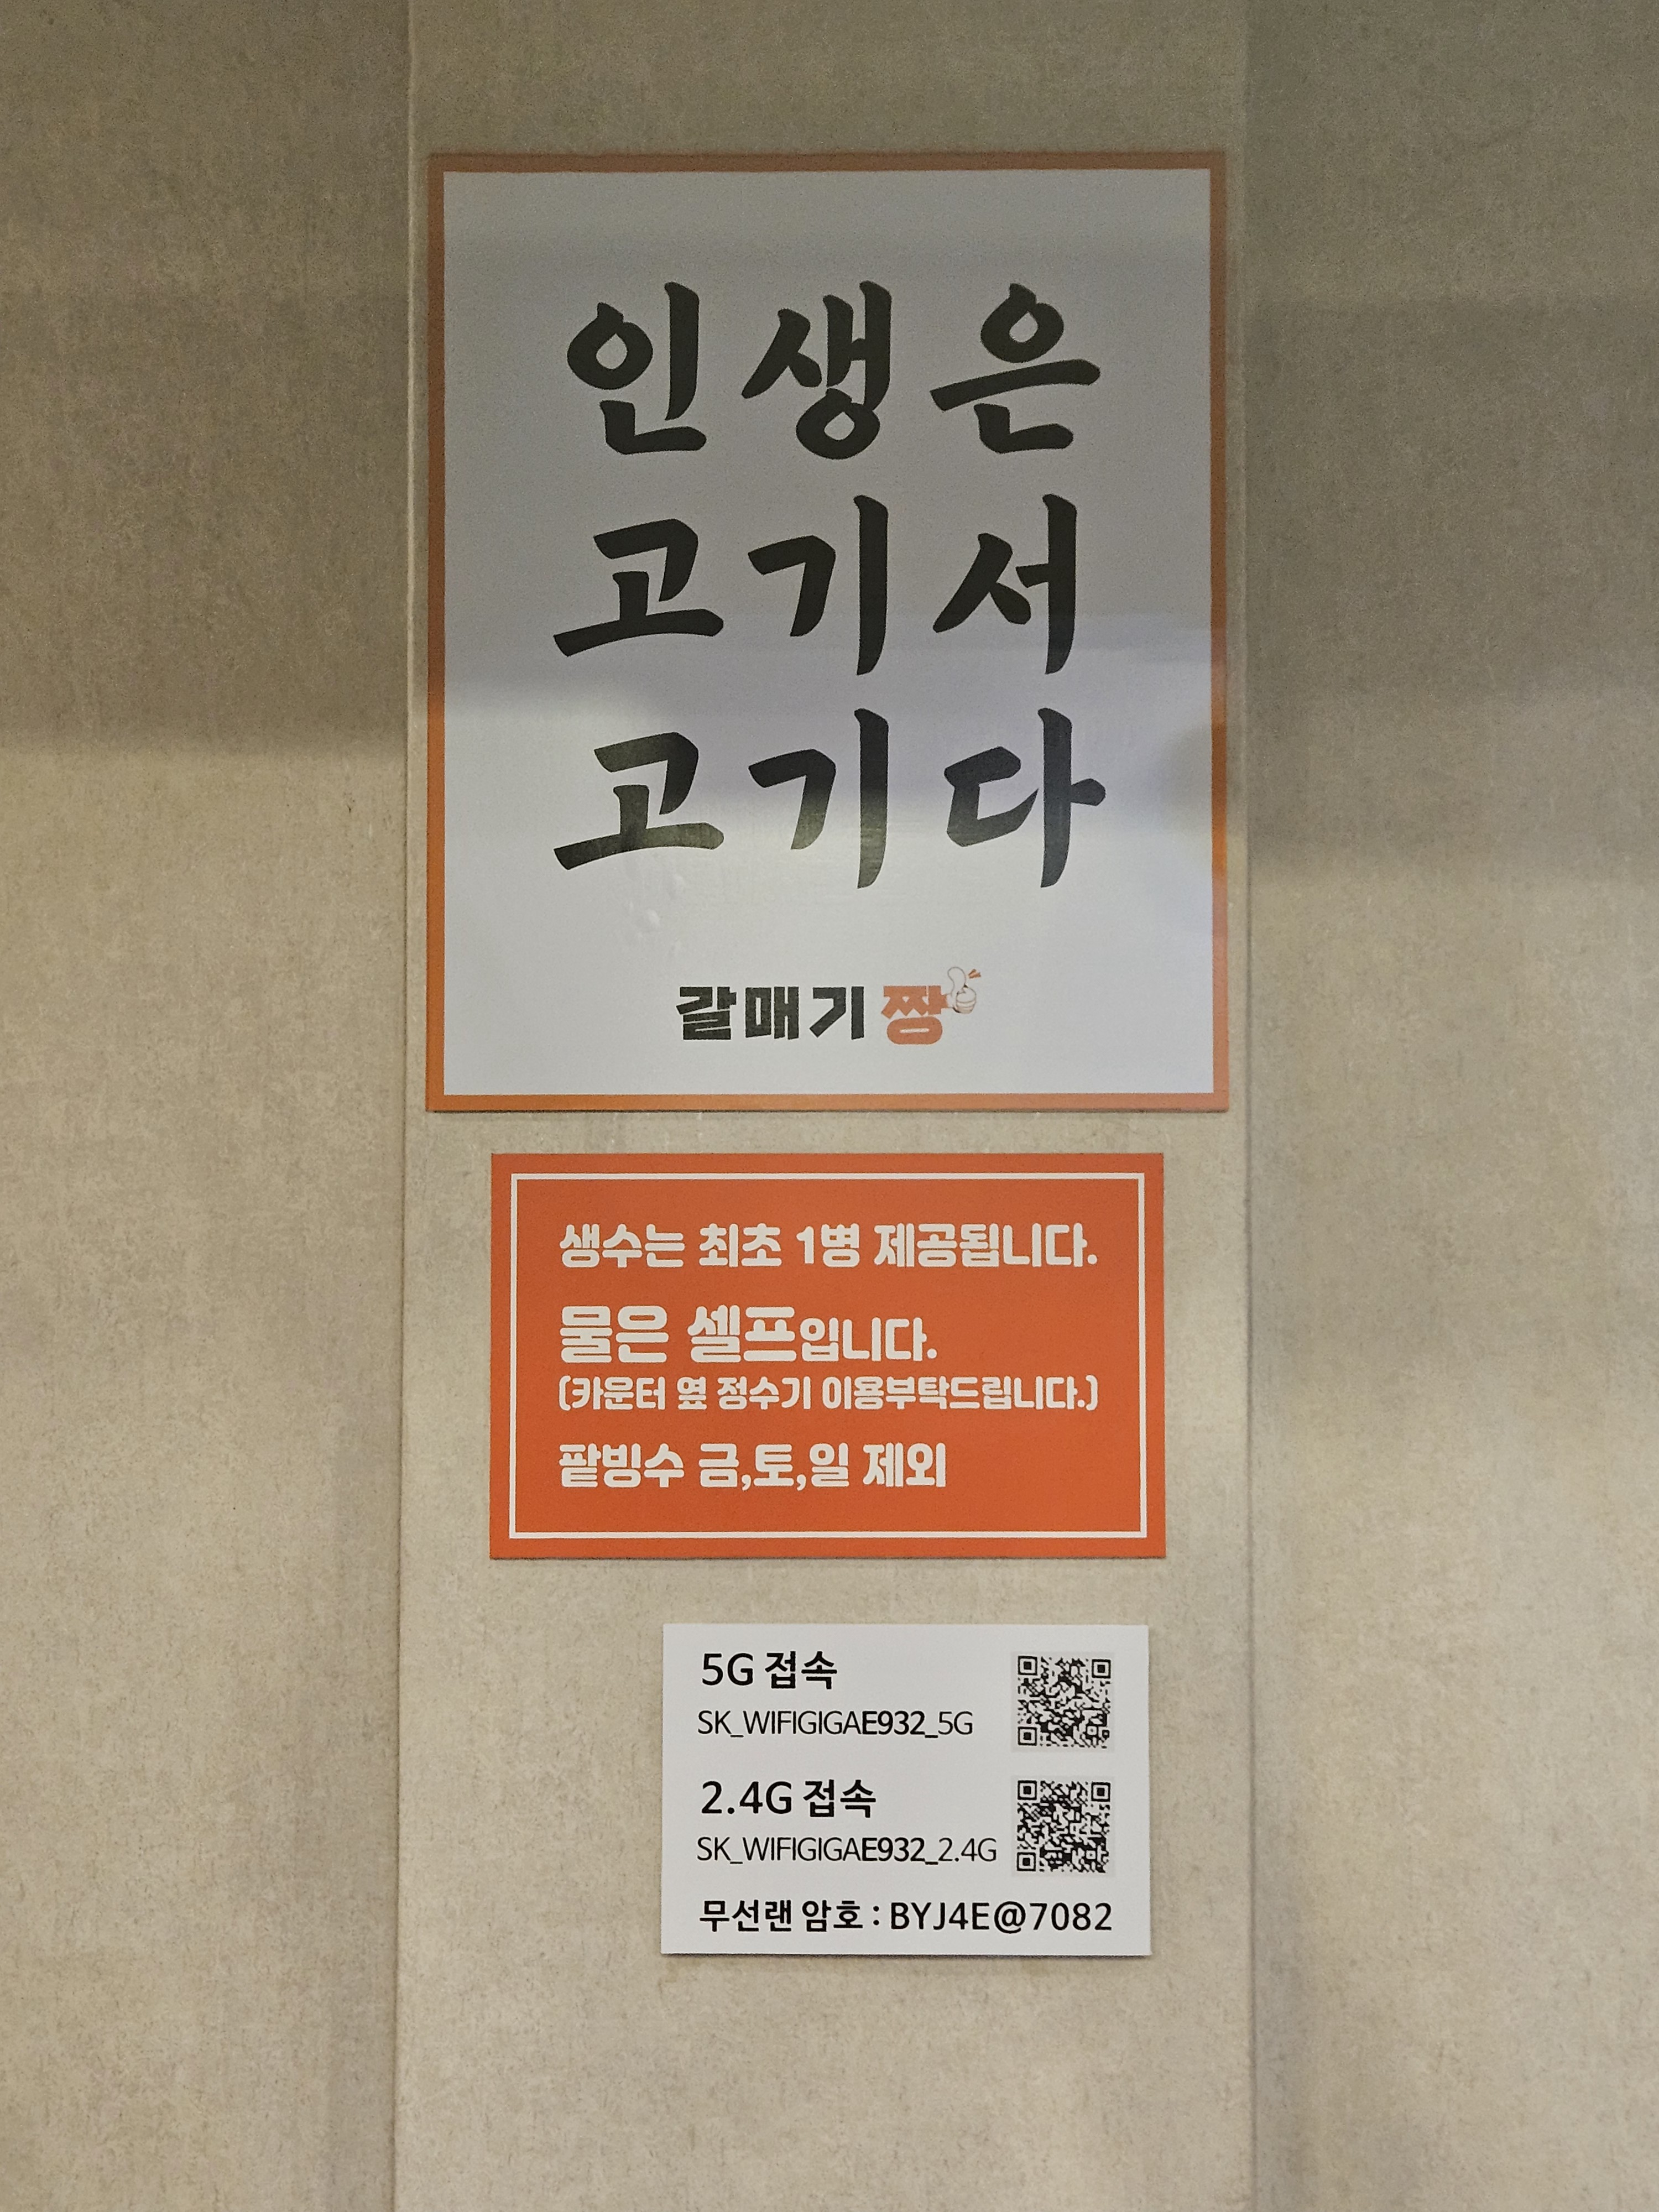 인생은
고기서
고기다
갈매기 짱
생수는 최초 1병 제공됩니다.
물은 셀프입니다.
(카운터 옆 정수기 이용부탁드립니다.)
팥빙수 금,토,일 제외
5G 접속
SK_WIFIGIGAE932_5G
2.4G 접속
SK_WIFIGIGAE932_2.4G
무선랜 암호 : BYJ4E@7082